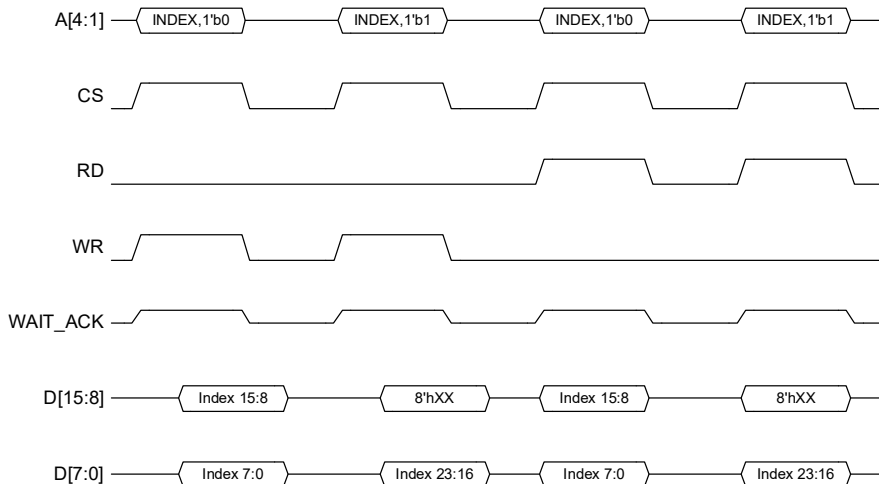 A[4:1] INDEX,1'b0 INDEX,1'b1 INDEX,1'b0 INDEX,1'b1
CS
RD
WR
WAIT_ACK
D[15:8] Index 15:8 8'hXX Index 15:8 8'hXX
D[7:0] Index 7:0 Index 23:16 Index 7:0 Index 23:16